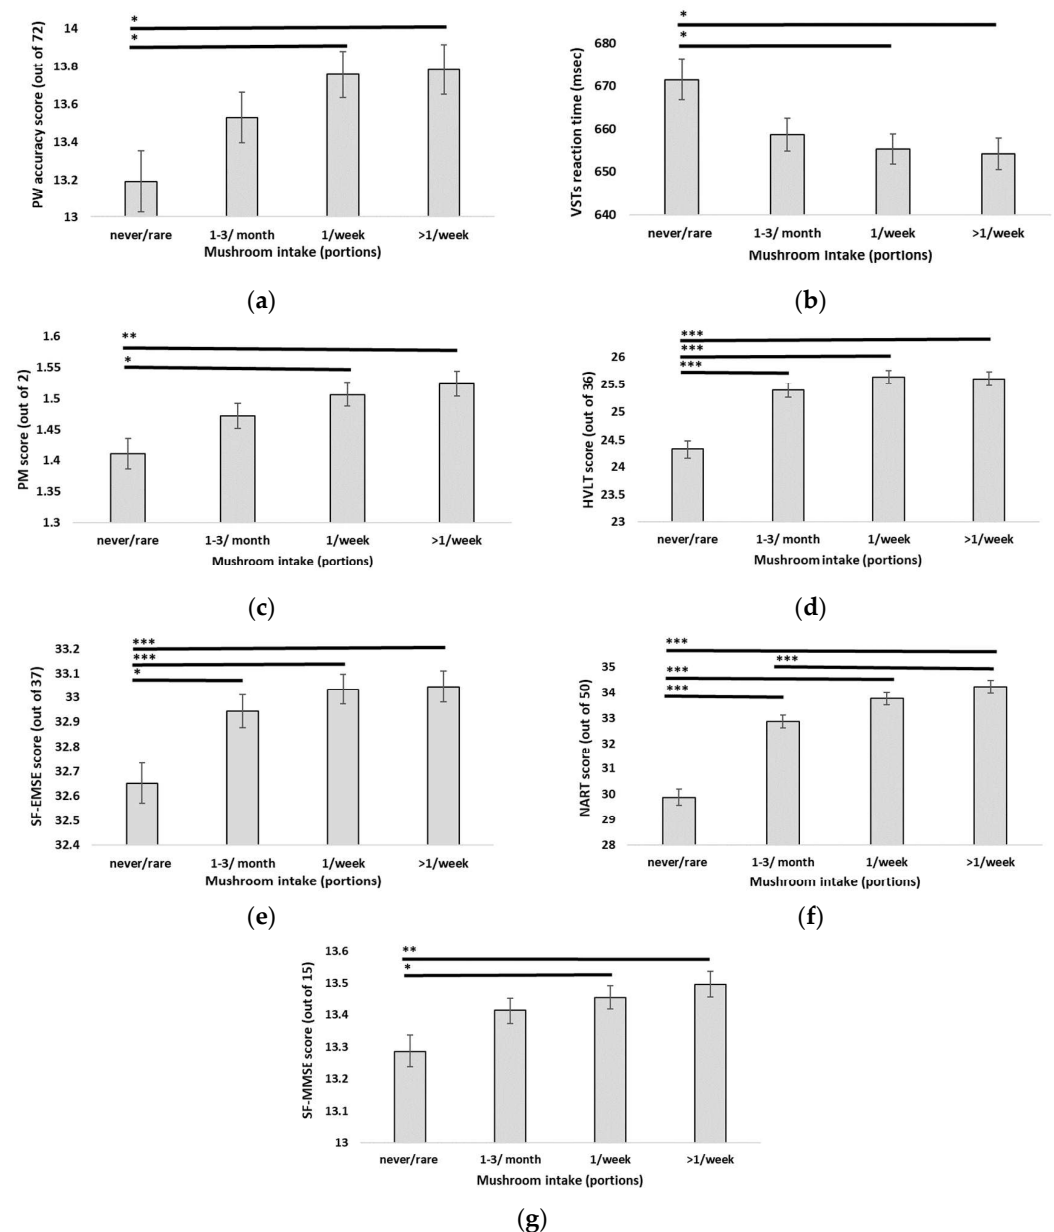 PW accuracy score (out of 72)
14
13.8
13.6
13.4
13.2
13
*
*
never/rare 1-3/ month 1/week >1/week
Mushroom intake (portions)
(a)
VSTs reaction time (msec)
680
670
660
650
640
*
*
never/rare 1-3/ month 1/week >1/week
Mushroom intake (portions)
(b)
PM score (out of 2)
1.6
1.55
1.5
1.45
1.4
1.35
1.3
**
*
never/rare 1-3/ month 1/week >1/week
Mushroom intake (portions)
(c)
HVLT score (out of 36)
26
25.5
25
24.5
24
23.5
23
***
***
***
never/rare 1-3/ month 1/week >1/week
Mushroom intake (portions)
(d)
SF-EMSE score (out of 37)
33.2
33.1
33
32.9
32.8
32.7
32.6
32.5
32.4
***
***
*
never/rare 1-3/ month 1/week >1/week
Mushroom intake (portions)
(e)
NART score (out of 50)
35
34
33
32
31
30
29
28
***
***
***
***
never/rare 1-3/ month 1/week >1/week
Mushroom intake (portions)
(f)
SF-MMSE score (out of 15)
13.6
13.5
13.4
13.3
13.2
13.1
13
**
*
never/rare 1-3/ month 1/week >1/week
Mushroom intake (portions)
(g)